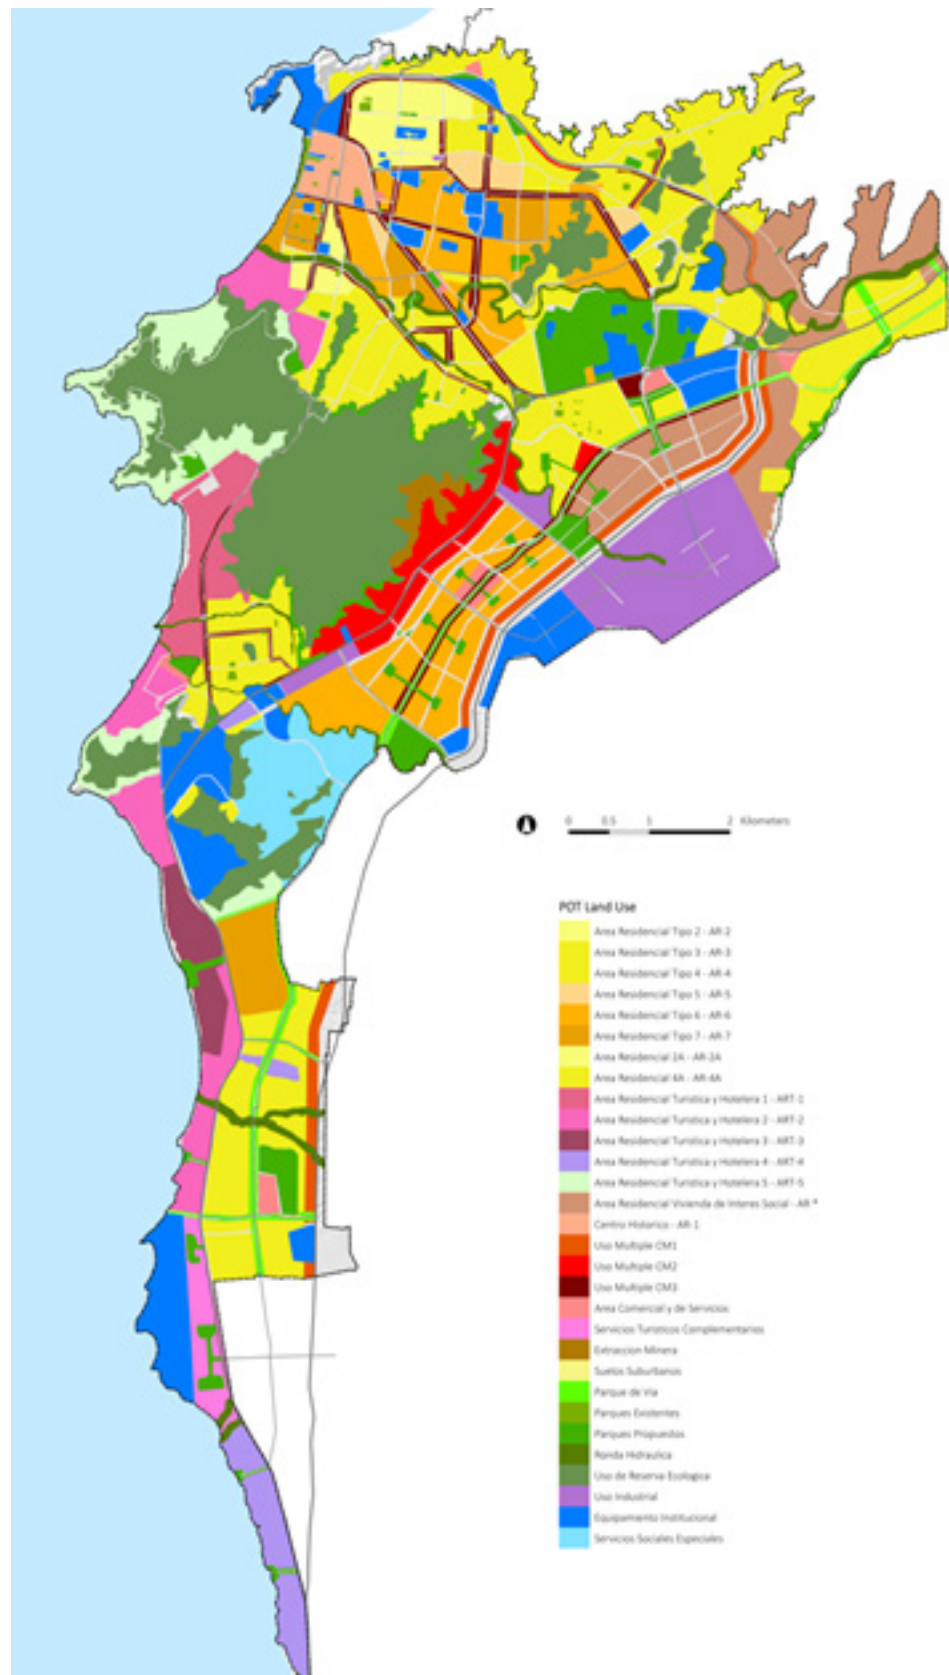 0 0.5 1 2 Kilometers
POT Land Use
Area Residencial Tipo 2 - AR-2
Area Residencial Tipo 3 - AR-3
Area Residencial Tipo 4 - AR-4
Area Residencial Tipo 5 - AR-5
Area Residencial Tipo 6 - AR-6
Area Residencial Tipo 7 - AR-7
Area Residencial 2A - AR-2A
Area Residencial 4A - AR-4A
Area Residencial Turistica y Hotelera 1 - ART-1
Area Residencial Turistica y Hotelera 2 - ART-2
Area Residencial Turistica y Hotelera 3 - ART-3
Area Residencial Turistica y Hotelera 4 - ART-4
Area Residencial Turistica y Hotelera 5 - ART-5
Area Residencial Vivienda de Interes Social - AR *
Centro Historico - AR-1
Uso Multiple CM1
Uso Multiple CM2
Uso Multiple CM3
Area Comercial y de Servicios
Servicios Turisticos Complementarios
Extraccion Minera
Suelos Suburbanos
Parque de Via
Parques Existentes
Parques Propuestos
Ronda Hidraulica
Uso de Reserva Ecologica
Uso Industrial
Equipamiento Institucional
Servicios Sociales Especiales